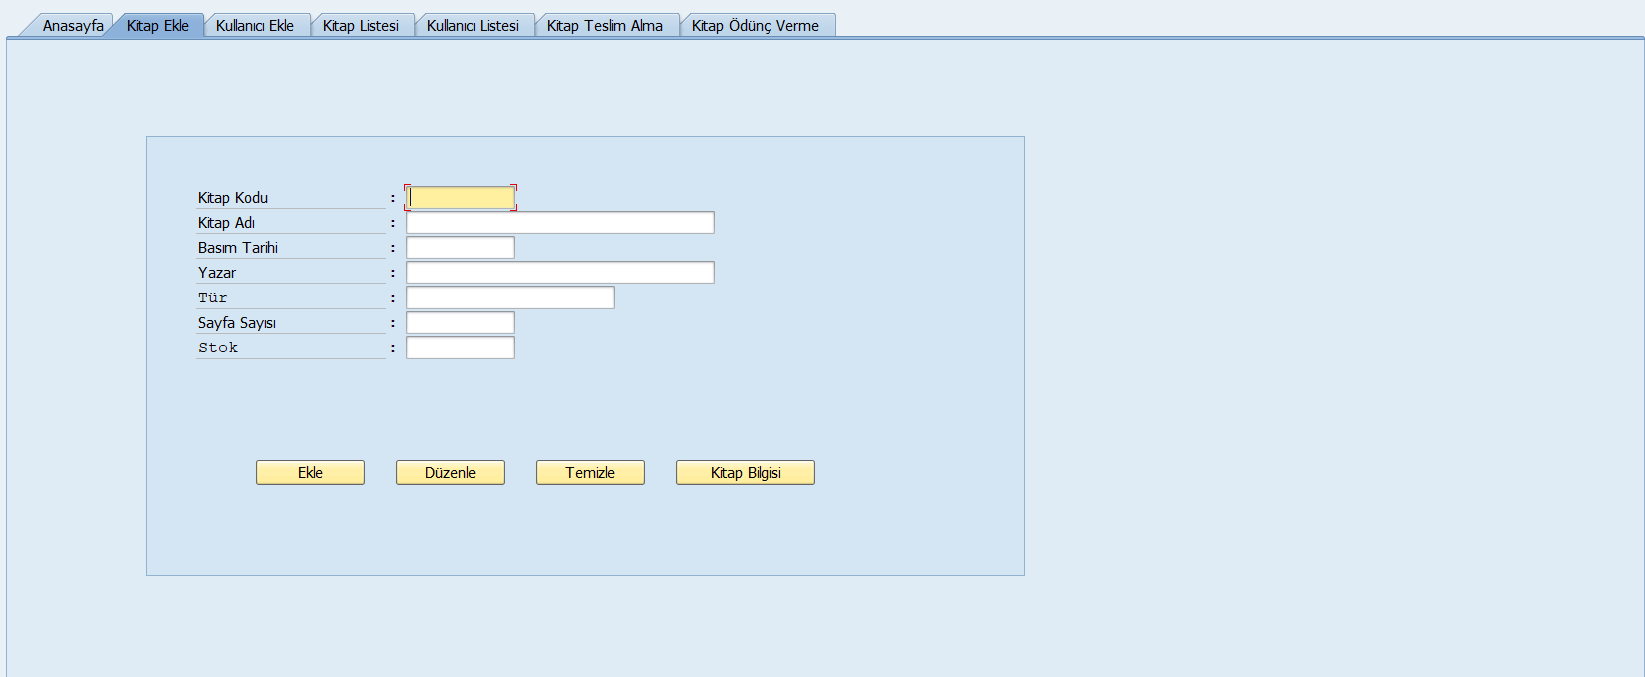 Anasayfa Kitap Ekle Kullanıcı Ekle Kitap Listesi Kullanıcı Listesi Kitap Teslim Alma Kitap Ödünç Verme
Kitap Kodu :
Kitap Adı :
Basım Tarihi :
Yazar :
Tür :
Sayfa Sayısı :
Stok :
Ekle Düzenle Temizle Kitap Bilgisi